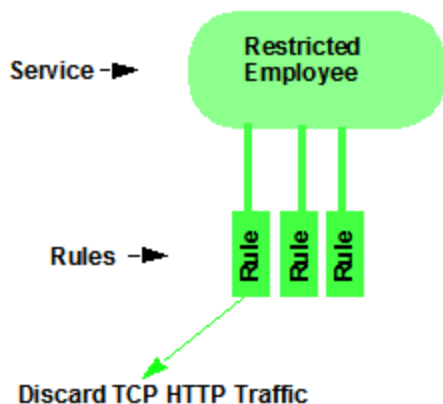 Restricted
Employee
Service
Rules
Rule
Rule
Rule
Discard TCP HTTP Traffic